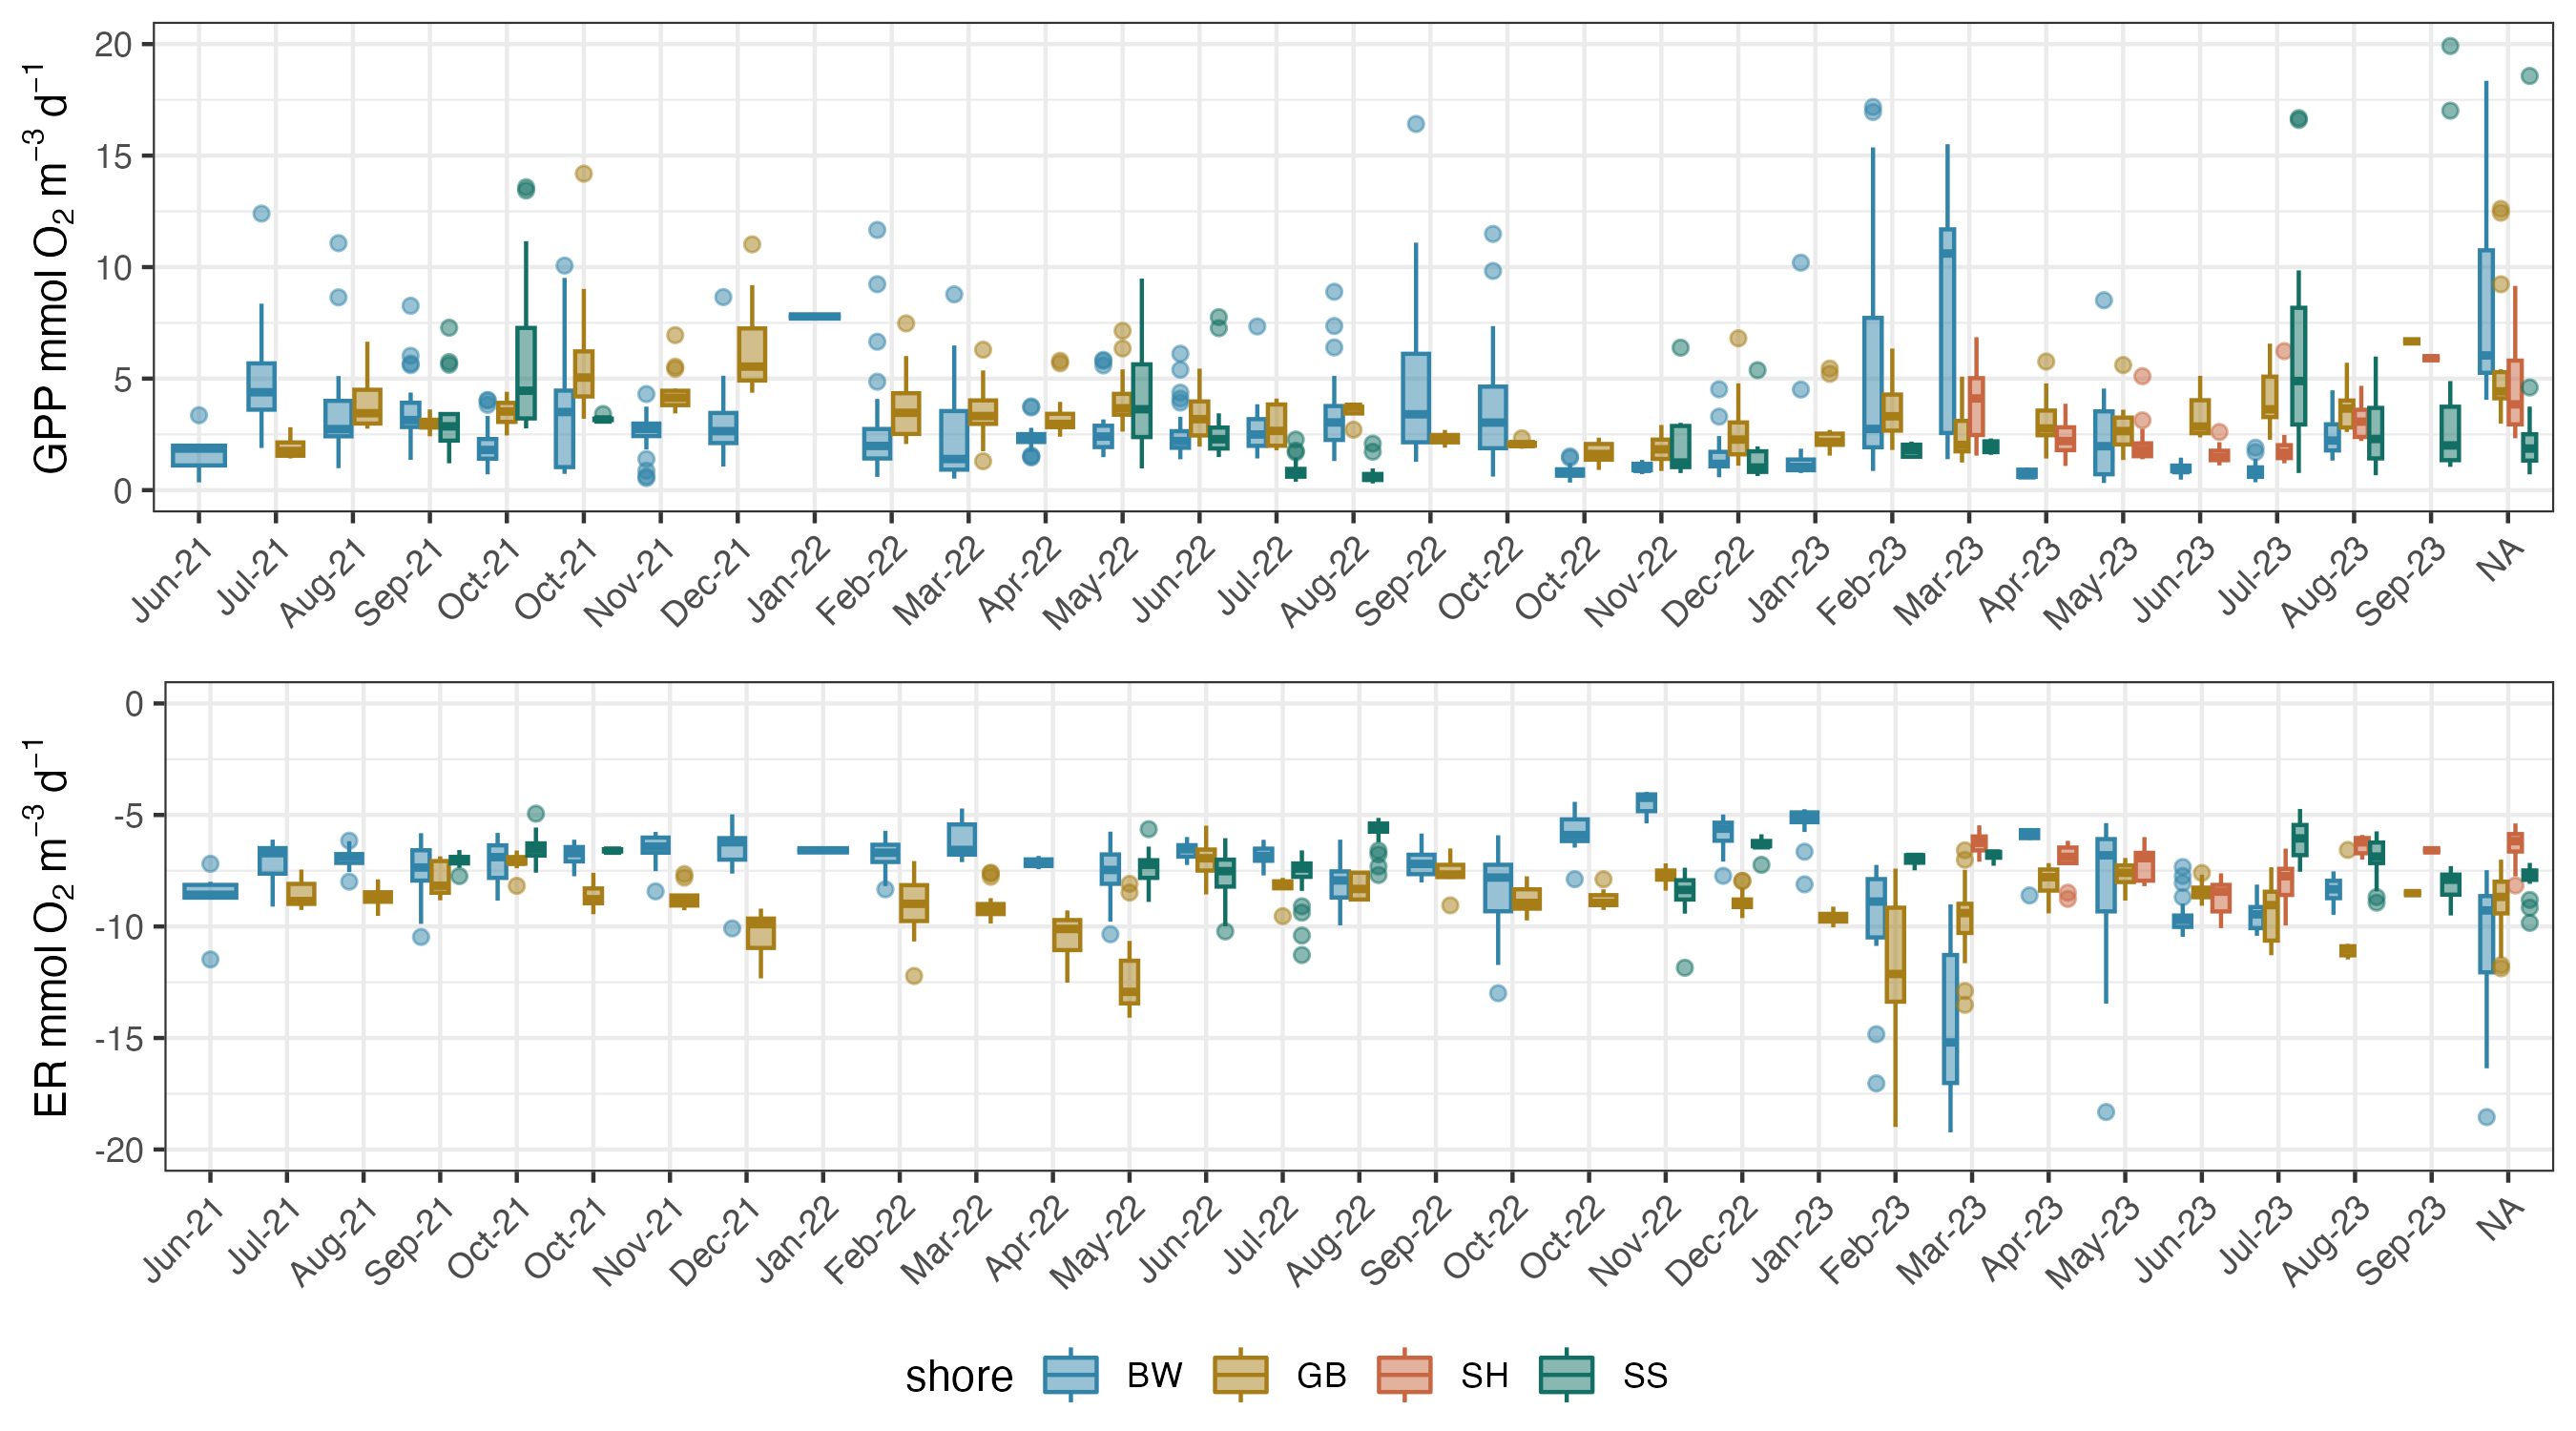 GPP mmol O₂ m⁻³ d⁻¹
20
15
10
5
0
Jun-21 Jul-21 Aug-21 Sep-21 Oct-21 Oct-21 Nov-21 Dec-21 Jan-22 Feb-22 Mar-22 Apr-22 May-22 Jun-22 Jul-22 Aug-22 Sep-22 Oct-22 Oct-22 Nov-22 Dec-22 Jan-23 Feb-23 Mar-23 Apr-23 May-23 Jun-23 Jul-23 Aug-23 Sep-23 NA
ER mmol O₂ m⁻³ d⁻¹
0
-5
-10
-15
-20
Jun-21 Jul-21 Aug-21 Sep-21 Oct-21 Oct-21 Nov-21 Dec-21 Jan-22 Feb-22 Mar-22 Apr-22 May-22 Jun-22 Jul-22 Aug-22 Sep-22 Oct-22 Oct-22 Nov-22 Dec-22 Jan-23 Feb-23 Mar-23 Apr-23 May-23 Jun-23 Jul-23 Aug-23 Sep-23 NA
shore BW GB SH SS